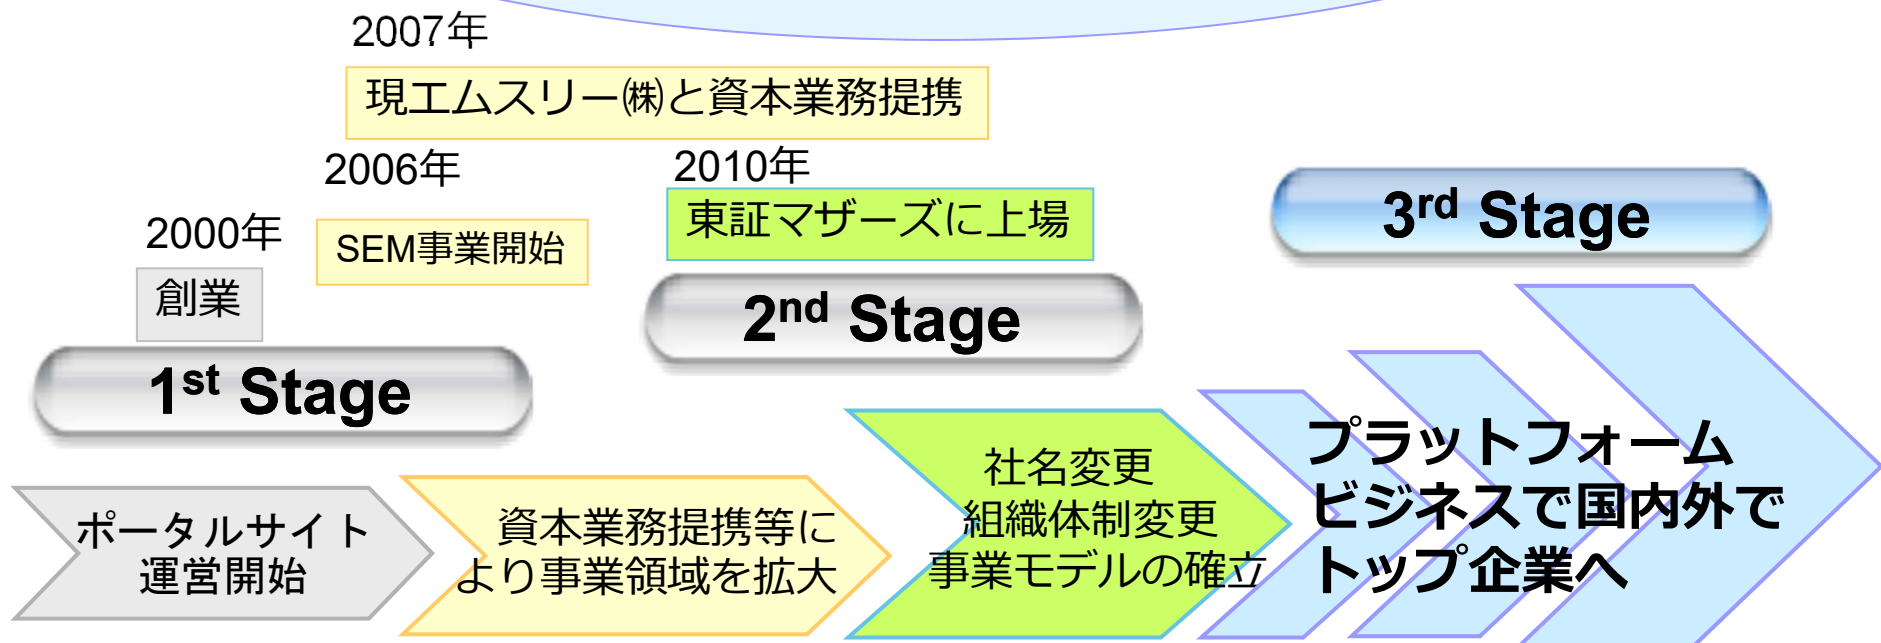 2007年
現エムスリー㈱と資本業務提携
2006年
SEM事業開始
2010年
東証マザーズに上場
2000年
創業
1st Stage
2nd Stage
3rd Stage
ポータルサイト
運営開始
資本業務提携等に
より事業領域を拡大
社名変更
組織体制変更
事業モデルの確立
プラットフォーム
ビジネスで国内外で
トップ企業へ